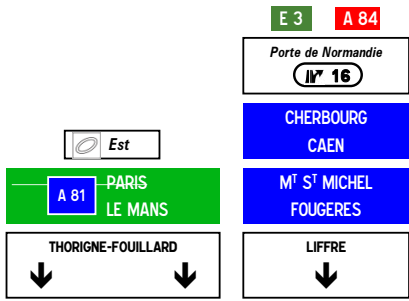 E 3 A 84
Porte de Normandie
16
CHERBOURG
CAEN
Est
A 81 PARIS
LE MANS
Mᵀ Sᵀ MICHEL
FOUGERES
THORIGNE-FOUILLARD
LIFFRE